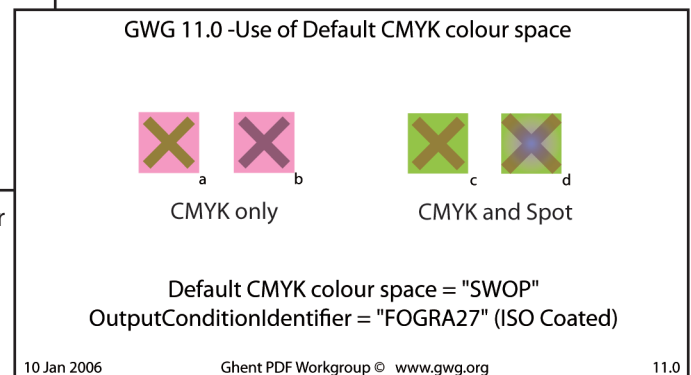 GWG 11.0 -Use of Default CMYK colour space
a b c d
CMYK only CMYK and Spot
r
Default CMYK colour space = "SWOP"
OutputConditionIdentifier = "FOGRA27" (ISO Coated)
10 Jan 2006 Ghent PDF Workgroup © www.gwg.org 11.0